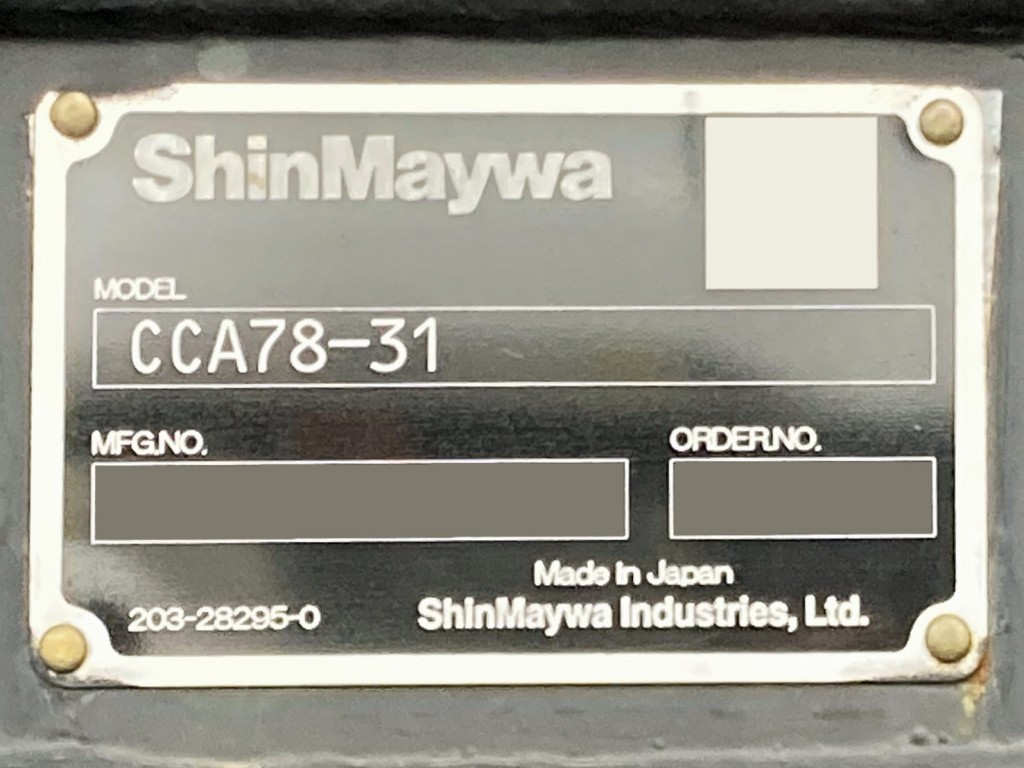 ShinMaywa
MODEL
CCA78-31
MFG.NO.
ORDER.NO.
Made in Japan
203-28295-0
ShinMaywa Industries, Ltd.